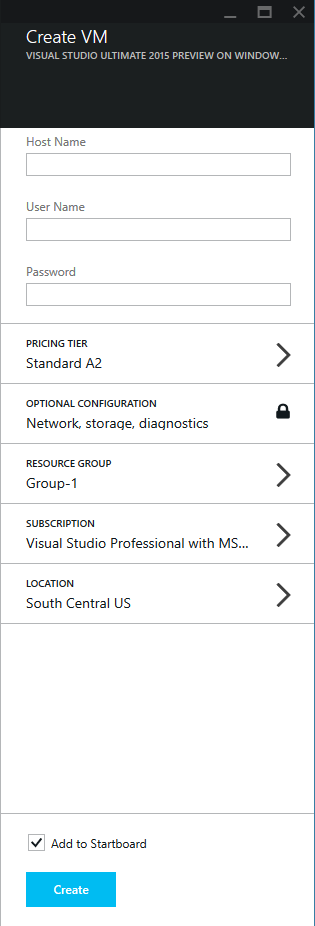 Create VM
VISUAL STUDIO ULTIMATE 2015 PREVIEW ON WINDOW...
Host Name
User Name
Password
PRICING TIER
Standard A2
OPTIONAL CONFIGURATION
Network, storage, diagnostics
RESOURCE GROUP
Group-1
SUBSCRIPTION
Visual Studio Professional with MS...
LOCATION
South Central US
Add to Startboard
Create